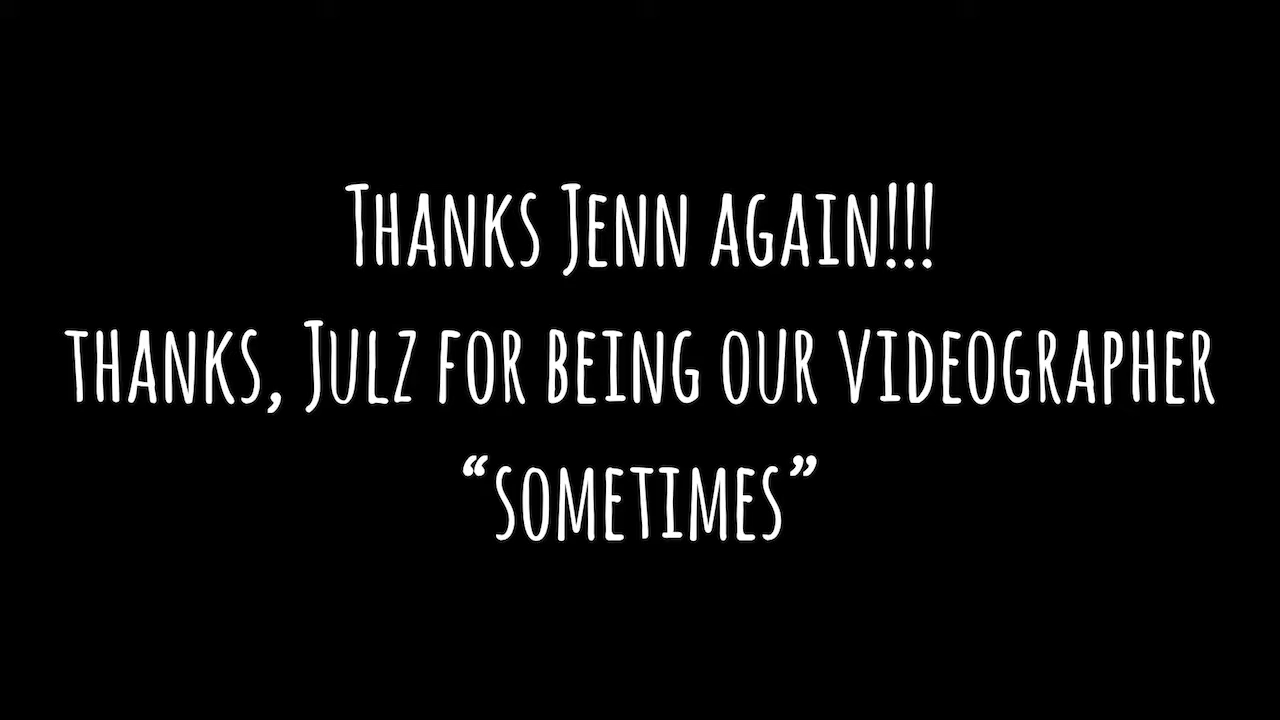 Thanks Jenn again!!!
thanks, Julz for being our videographer
“sometimes”